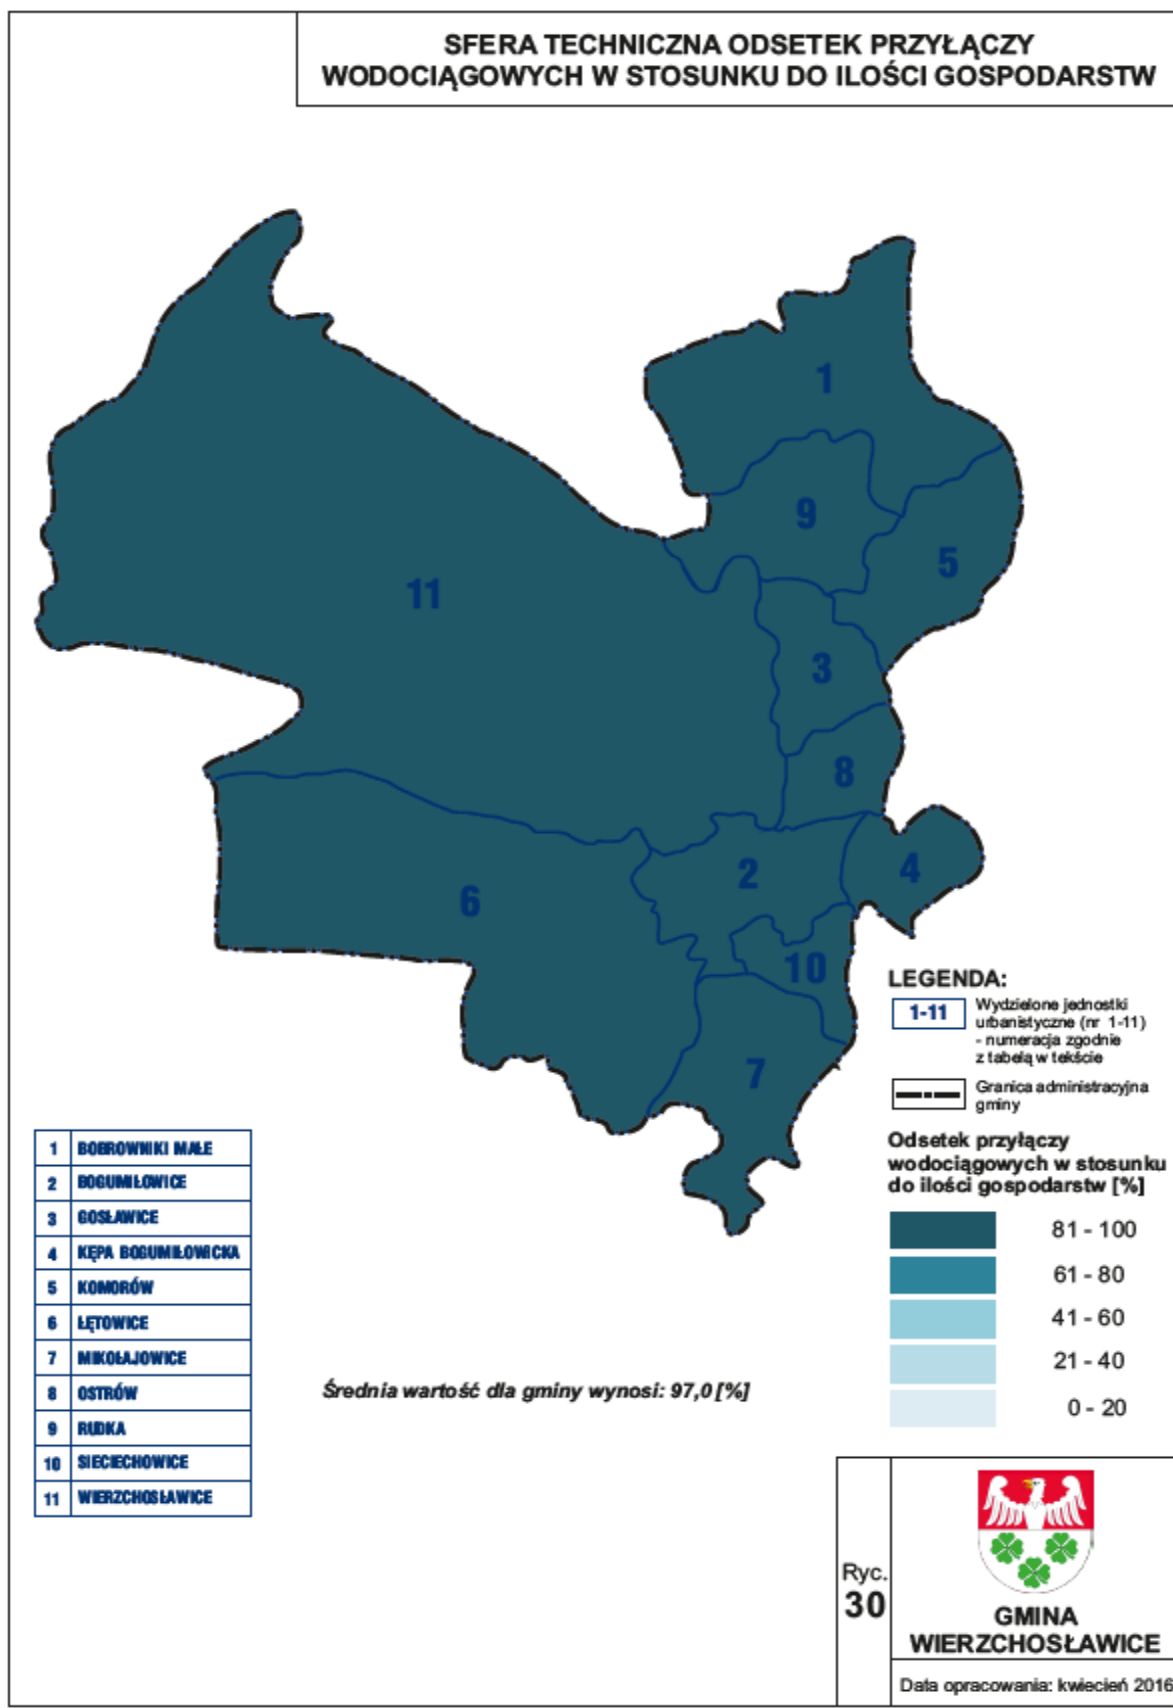 SFERA TECHNICZNA ODSETEK PRZYŁĄCZY
WODOCIĄGOWYCH W STOSUNKU DO ILOŚCI GOSPODARSTW
1
9
5
11
3
8
2
4
6
10
7
LEGENDA:
1-11
Wydzielone jednostki
urbanistyczne (nr 1-11)
- numeracja zgodnie
z tabelą w tekście
Granica administracyjna
gminy
Odsetek przyłączy
wodociągowych w stosunku
do ilości gospodarstw [%]
81 - 100
61 - 80
41 - 60
21 - 40
0 - 20
1 BOBROWNIKI MAŁE
2 BOGUMIŁOWICE
3 GOSŁAWICE
4 KĘPA BOGUMIŁOWICKA
5 KOMORÓW
6 ŁĘTOWICE
7 MIKOŁAJOWICE
8 OSTRÓW
9 RUDKA
10 SIECIECHOWICE
11 WIERZCHOSŁAWICE
Średnia wartość dla gminy wynosi: 97,0 [%]
Ryc.
30
GMINA
WIERZCHOSŁAWICE
Data opracowania: kwiecień 2016